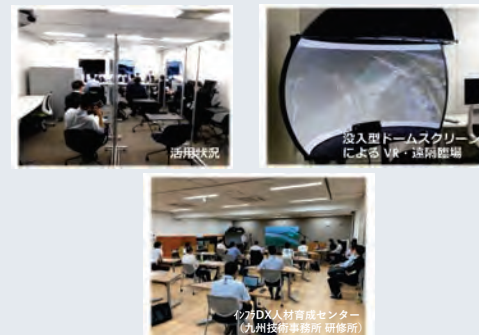 活用状況
没入型ドームスクリーン
によるVR・遠隔臨場
インフラDX人材育成センター
(九州技術事務所 研修所)